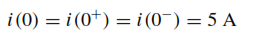 i(0) = i(0⁺) = i(0⁻) = 5 A